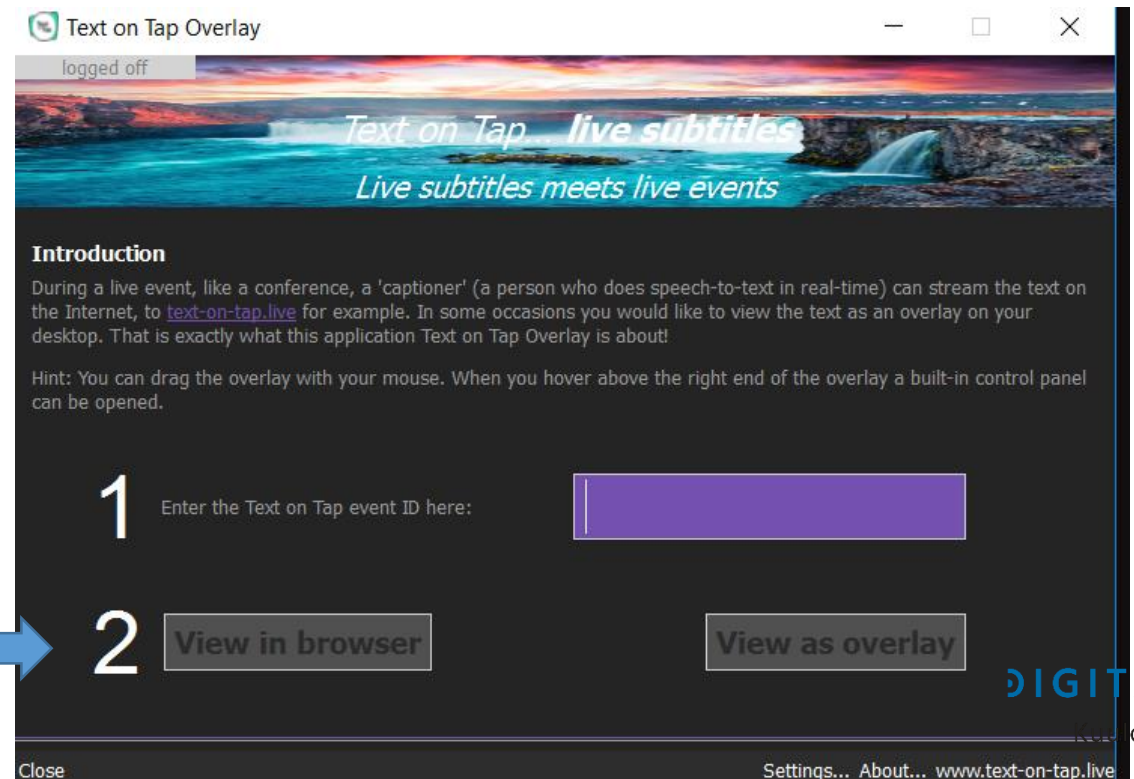 Text on Tap Overlay
logged off
Text on Tap live subtitles
Live subtitles meets live events
Introduction
During a live event, like a conference, a 'captioner' (a person who does speech-to-text in real-time) can stream the text on
the Internet, to text-on-tap.live for example. In some occasions you would like to view the text as an overlay on your
desktop. That is exactly what this application Text on Tap Overlay is about!
Hint: You can drag the overlay with your mouse. When you hover above the right end of the overlay a built-in control panel
can be opened.
1 Enter the Text on Tap event ID here:
2 View in browser View as overlay
DIGIT
Close Settings... About... www.text-on-tap.live